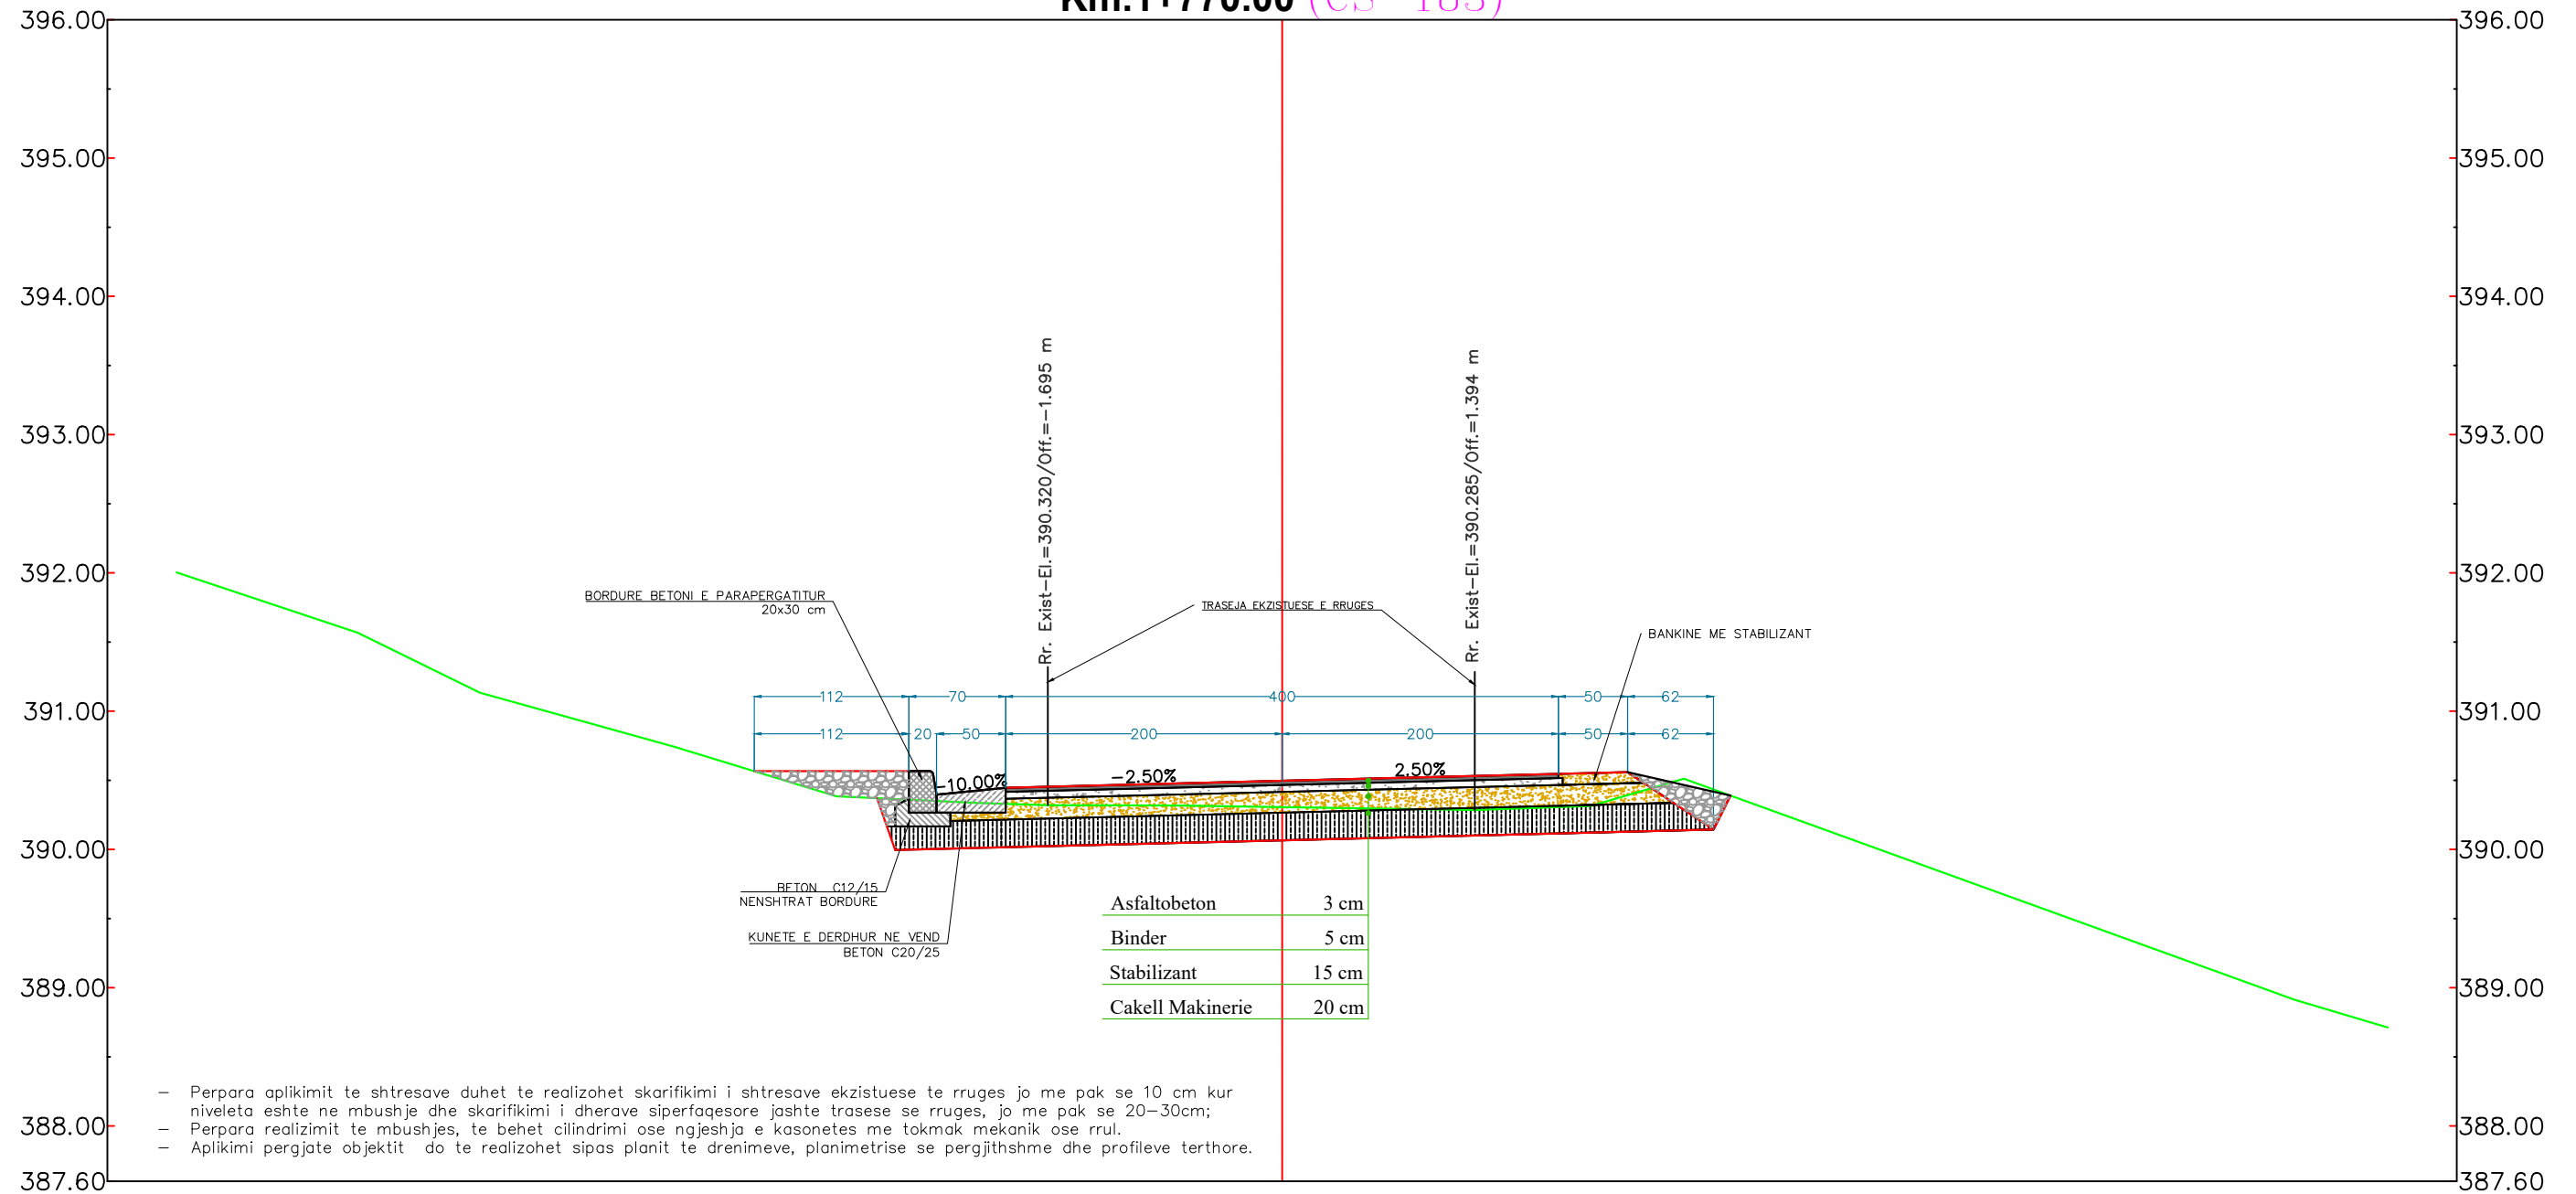 Km.1+770.00 (CS-185)
396.00 396.00
395.00 395.00
394.00 394.00
393.00 393.00
392.00 392.00
391.00 391.00
390.00 390.00
389.00 389.00
388.00 388.00
387.60 387.60
Rr. Exist-El.=390.320/Off.=-1.695 m
Rr. Exist-El.=390.285/Off.=1.394 m
BORDURE BETONI E PARAPERGATITUR
20x30 cm
TRASEJA EKZISTUESE E RRUGES
BANKINE ME STABILIZANT
112 70 400 50 62
112 20 50 200 200 50 62
-10.00% -2.50% 2.50%
BETON C12/15
NENSHTRAT BORDURE
KUNETE E DERDHUR NE VEND
BETON C20/25
Asfaltobeton 3 cm
Binder 5 cm
Stabilizant 15 cm
Cakell Makinerie 20 cm
- Perpara aplikimit te shtresave duhet te realizohet skarifikimi i shtresave ekzistuese te rruges jo me pak se 10 cm kur
niveleta eshte ne mbushje dhe skarifikimi i dherave siperfaqesore jashte trasese se rruges, jo me pak se 20-30cm;
- Perpara realizimit te mbushjes, te behet cilindrimi ose ngjeshja e kasonetes me tokmak mekanik ose rrul.
- Aplikimi pergjate objektit do te realizohet sipas planit te drenimeve, planimetrise se pergjithshme dhe profileve terthore.